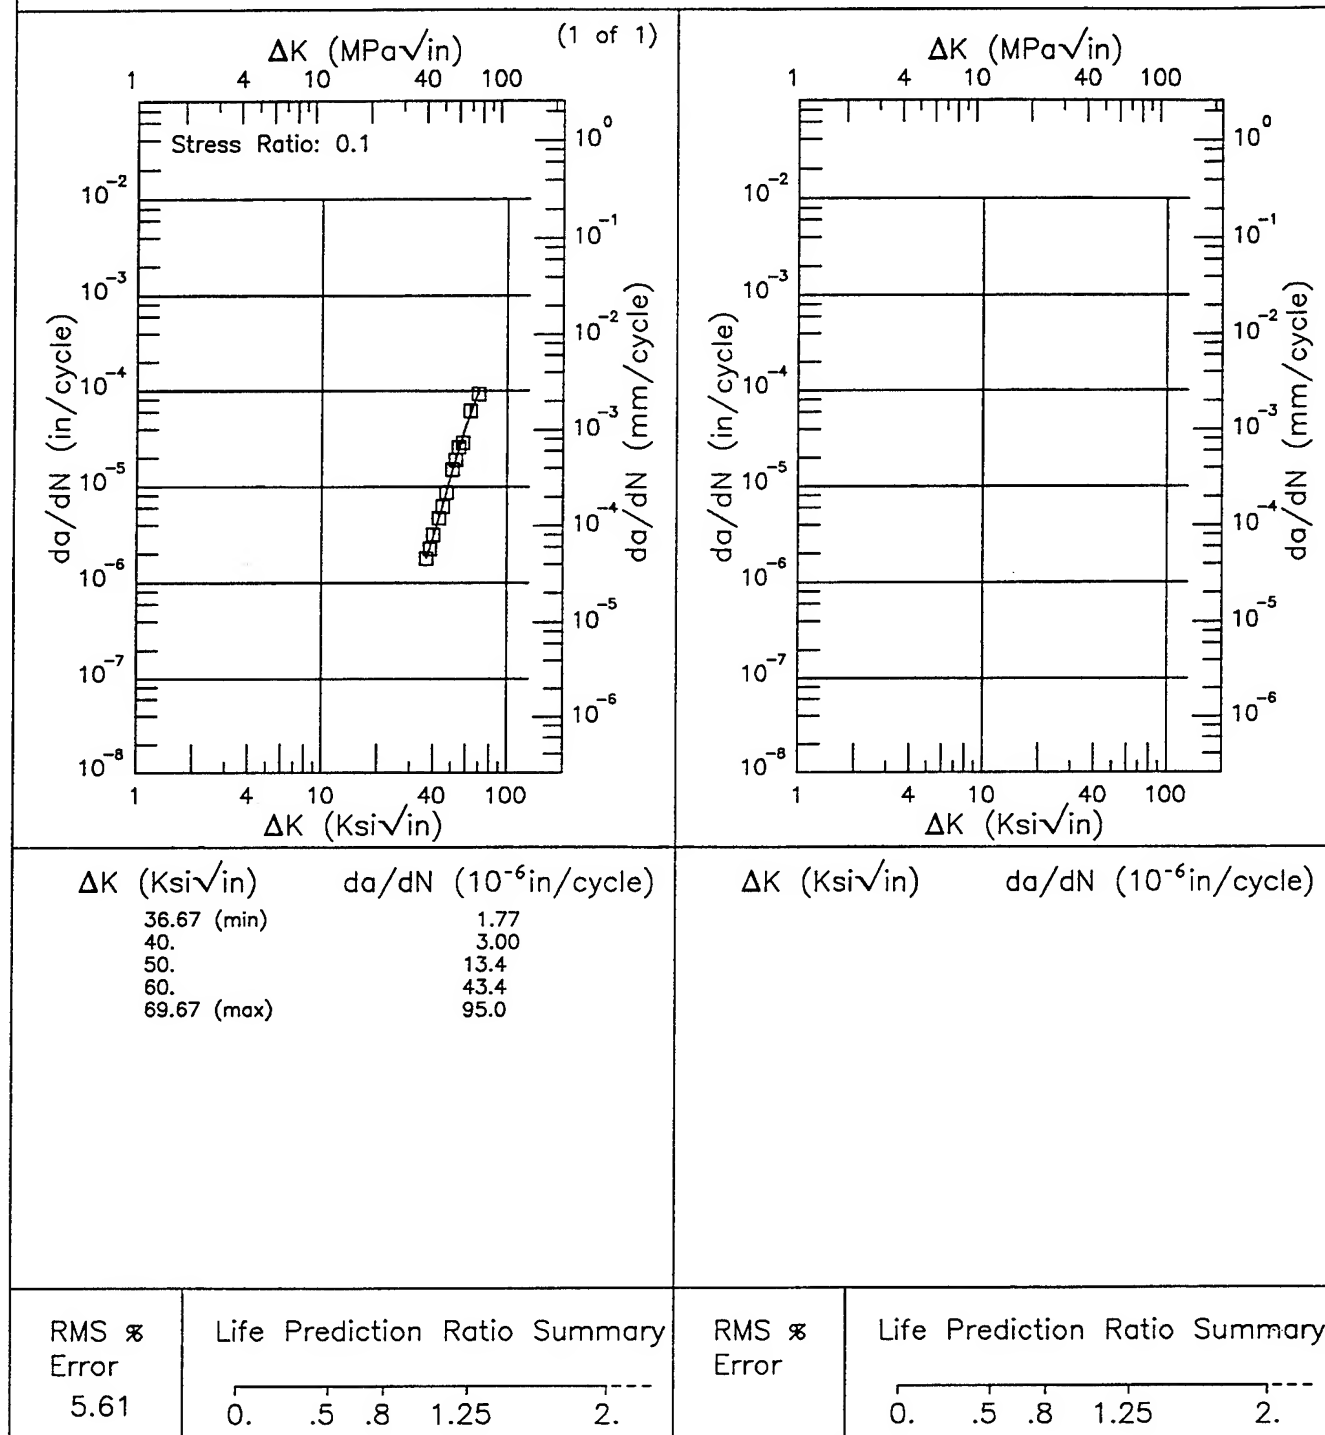 (1 of 1)
ΔK (MPa√in)
1 4 10 40 100
Stress Ratio: 0.1
da/dN (in/cycle)
10⁻²
10⁻³
10⁻⁴
10⁻⁵
10⁻⁶
10⁻⁷
10⁻⁸
da/dN (mm/cycle)
10⁰
10⁻¹
10⁻²
10⁻³
10⁻⁴
10⁻⁵
10⁻⁶
1 4 10 40 100
ΔK (Ksi√in)
ΔK (MPa√in)
1 4 10 40 100
da/dN (in/cycle)
10⁻²
10⁻³
10⁻⁴
10⁻⁵
10⁻⁶
10⁻⁷
10⁻⁸
da/dN (mm/cycle)
10⁰
10⁻¹
10⁻²
10⁻³
10⁻⁴
10⁻⁵
10⁻�6
1 4 10 40 100
ΔK (Ksi√in)
ΔK (Ksi√in) da/dN (10⁻⁶in/cycle)
36.67 (min) 1.77
40. 3.00
50. 13.4
60. 43.4
69.67 (max) 95.0
ΔK (Ksi√in) da/dN (10⁻⁶in/cycle)
RMS %
Error
5.61
Life Prediction Ratio Summary
0. .5 .8 1.25 2.
RMS %
Error
Life Prediction Ratio Summary
0. .5 .8 1.25 2.